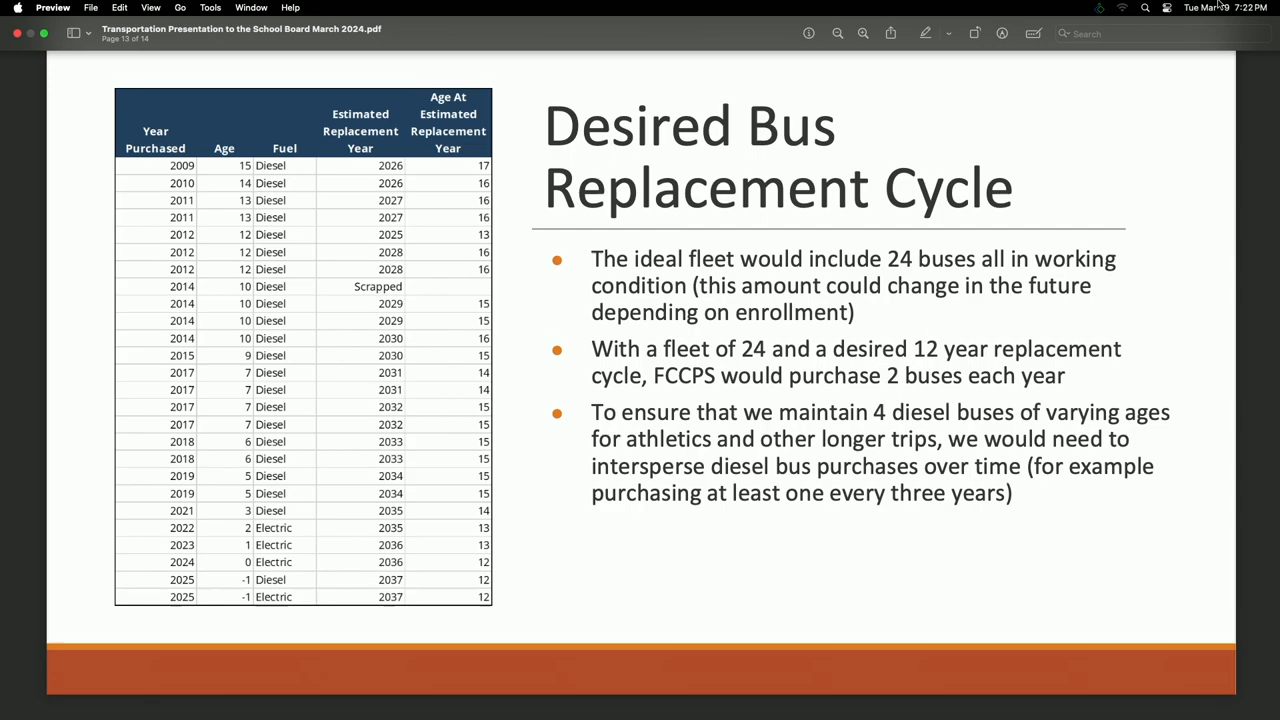 Preview File Edit View Go Tools Window Help
7:22 PM
Transportation Presentation to the School Board March 2024.pdf
Page 13 of 14
Search
Year Purchased Age Fuel Estimated Replacement Year Age At Estimated Replacement Year
2009 15 Diesel 2026 17
2010 14 Diesel 2026 16
2011 13 Diesel 2027 16
2011 13 Diesel 2027 16
2012 12 Diesel 2025 13
2012 12 Diesel 2028 16
2012 12 Diesel 2028 16
2014 10 Diesel Scrapped
2014 10 Diesel 2029 15
2014 10 Diesel 2029 15
2014 10 Diesel 2030 16
2015 9 Diesel 2030 15
2017 7 Diesel 2031 14
2017 7 Diesel 2031 14
2017 7 Diesel 2032 15
2017 7 Diesel 2032 15
2018 6 Diesel 2033 15
2018 6 Diesel 2033 15
2019 5 Diesel 2034 15
2019 5 Diesel 2034 15
2021 3 Diesel 2035 14
2022 2 Electric 2035 13
2023 1 Electric 2036 13
2024 0 Electric 2036 12
2025 -1 Diesel 2037 12
2025 -1 Electric 2037 12
Desired Bus
Replacement Cycle
The ideal fleet would include 24 buses all in working
condition (this amount could change in the future
depending on enrollment)
With a fleet of 24 and a desired 12 year replacement
cycle, FCCPS would purchase 2 buses each year
To ensure that we maintain 4 diesel buses of varying ages
for athletics and other longer trips, we would need to
intersperse diesel bus purchases over time (for example
purchasing at least one every three years)